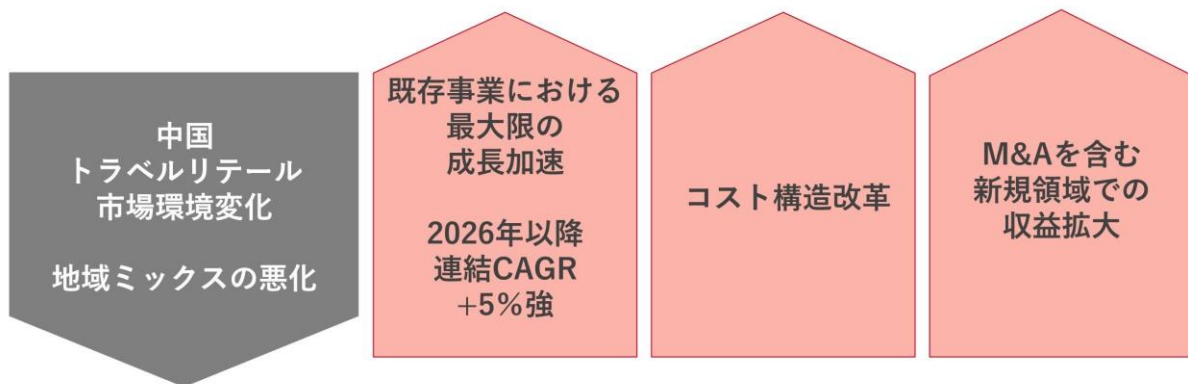 中国
トラベルリテール
市場環境変化
地域ミックスの悪化
既存事業における
最大限の
成長加速
2026年以降
連結CAGR
+5%強
コスト構造改革
M&Aを含む
新規領域での
収益拡大